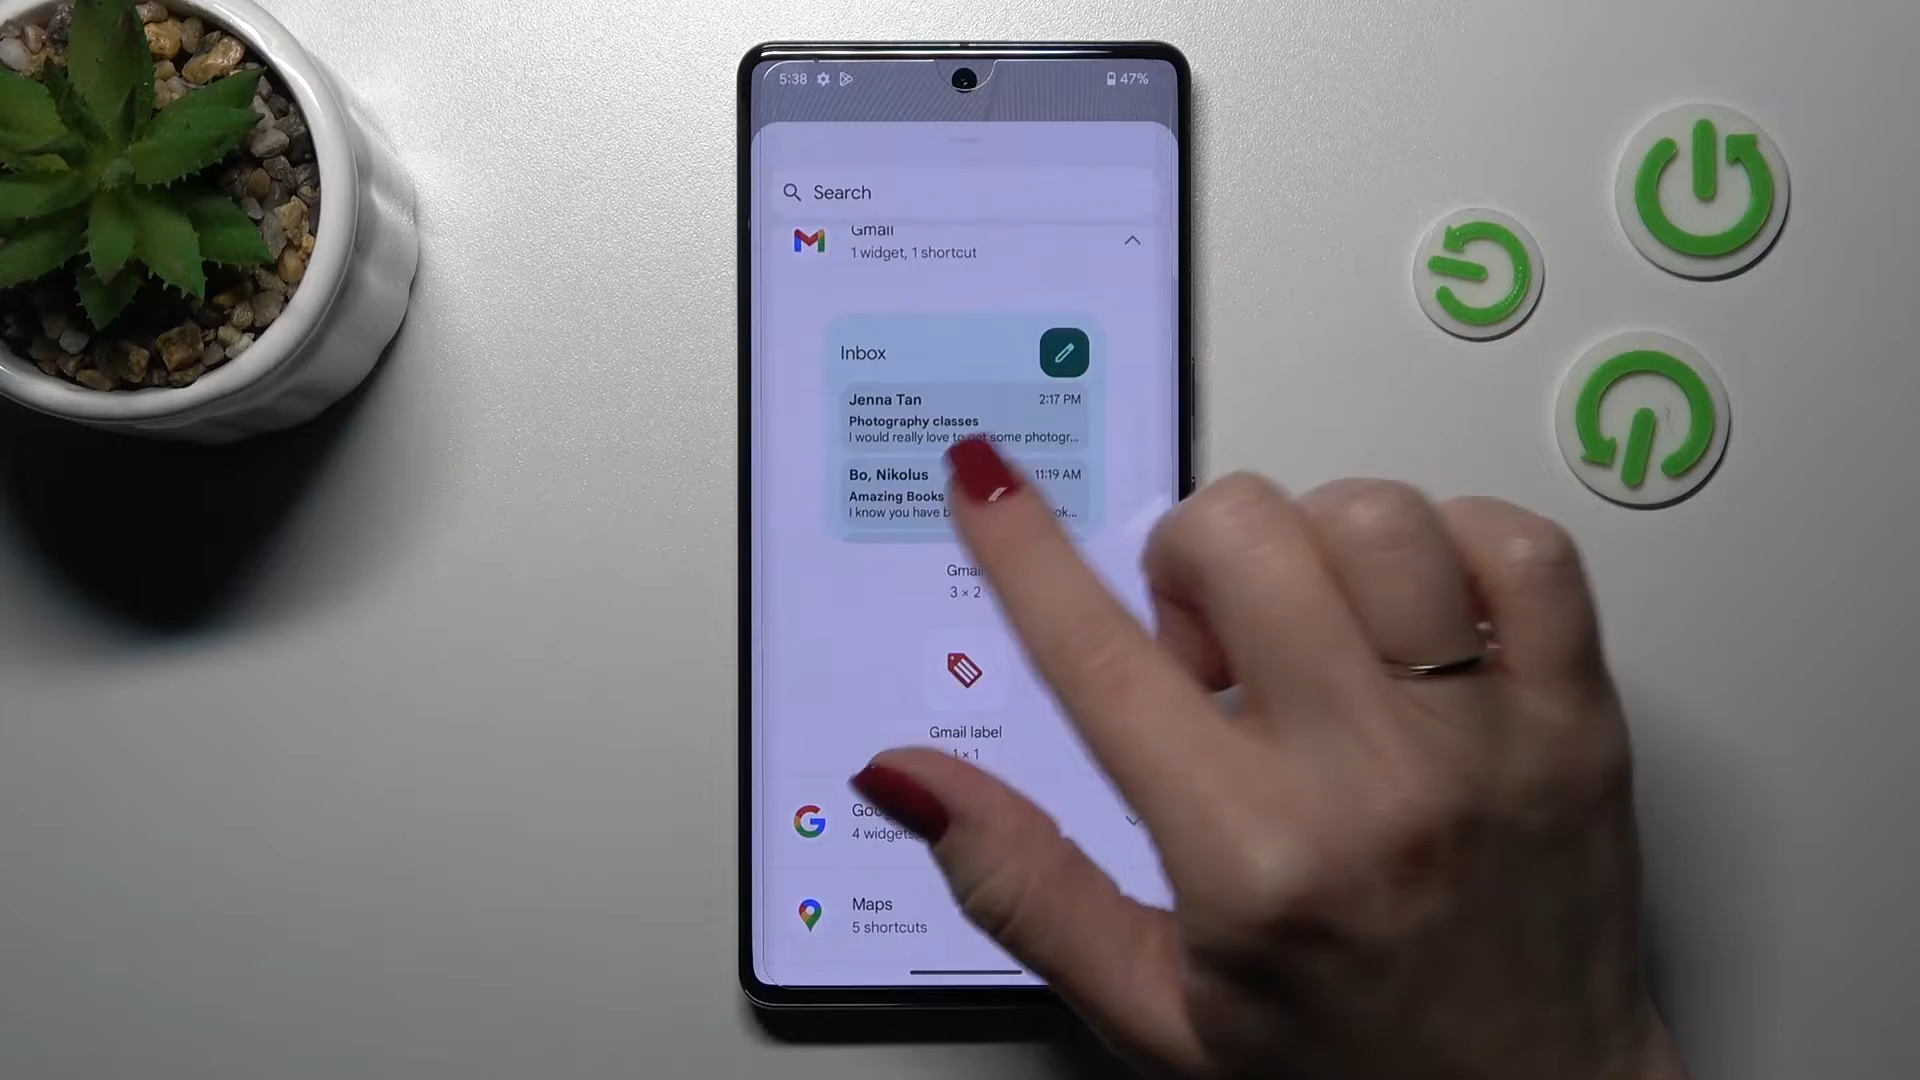 5:38
47%
Search
Gmail
1 widget, 1 shortcut
Inbox
Jenna Tan 2:17 PM
Photography classes
I would really love to get some photogr...
Bo, Nikolus 11:19 AM
Amazing Books
I know you have b ok...
Gmail
3 × 2
Gmail label
1 × 1
4 widgets,
Maps
5 shortcuts